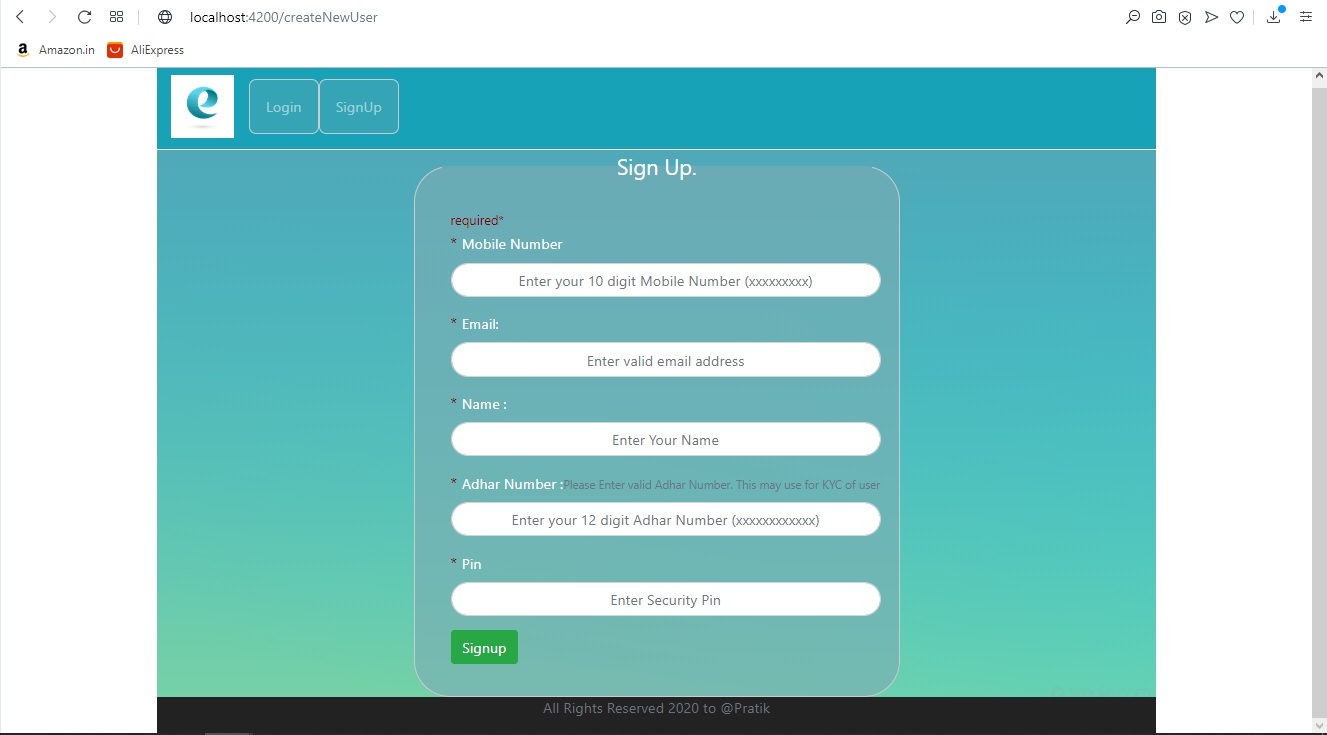 localhost:4200/createNewUser
Amazon.in AliExpress
Login SignUp
Sign Up.
required*
* Mobile Number
Enter your 10 digit Mobile Number (xxxxxxxxx)
* Email:
Enter valid email address
* Name :
Enter Your Name
* Adhar Number :Please Enter valid Adhar Number. This may use for KYC of user
Enter your 12 digit Adhar Number (xxxxxxxxxxxx)
* Pin
Enter Security Pin
Signup
All Rights Reserved 2020 to @Pratik